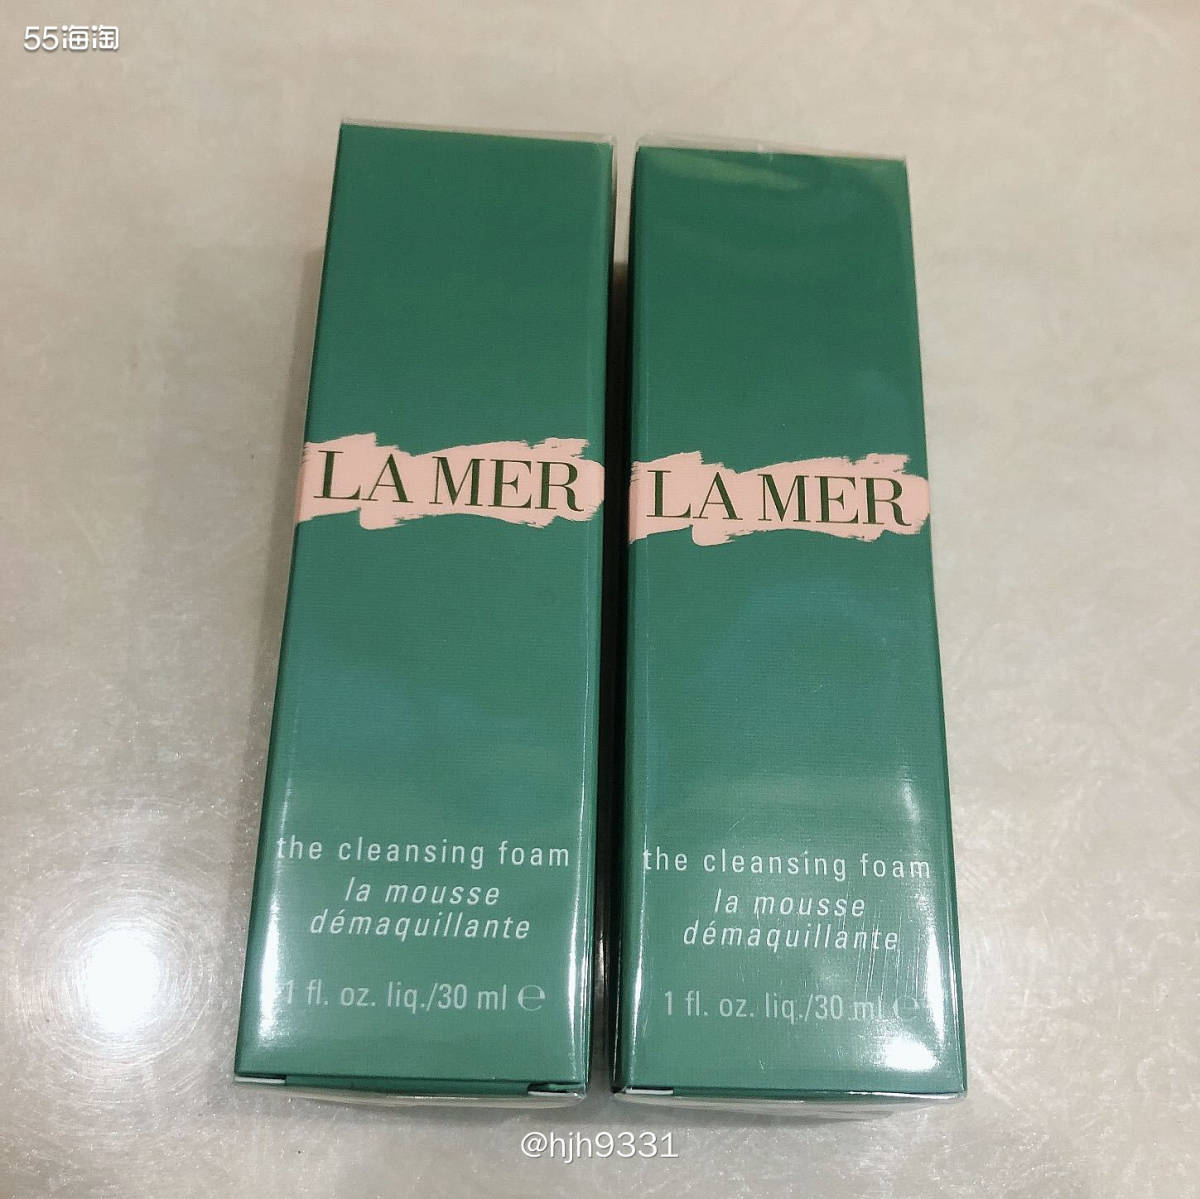 55海淘
LA MER
the cleansing foam
la mousse
démaquillante
1 fl. oz. liq./30 ml ℮
LA MER
the cleansing foam
la mousse
démaquillante
1 fl. oz. liq./30 ml ℮
@hjh9331